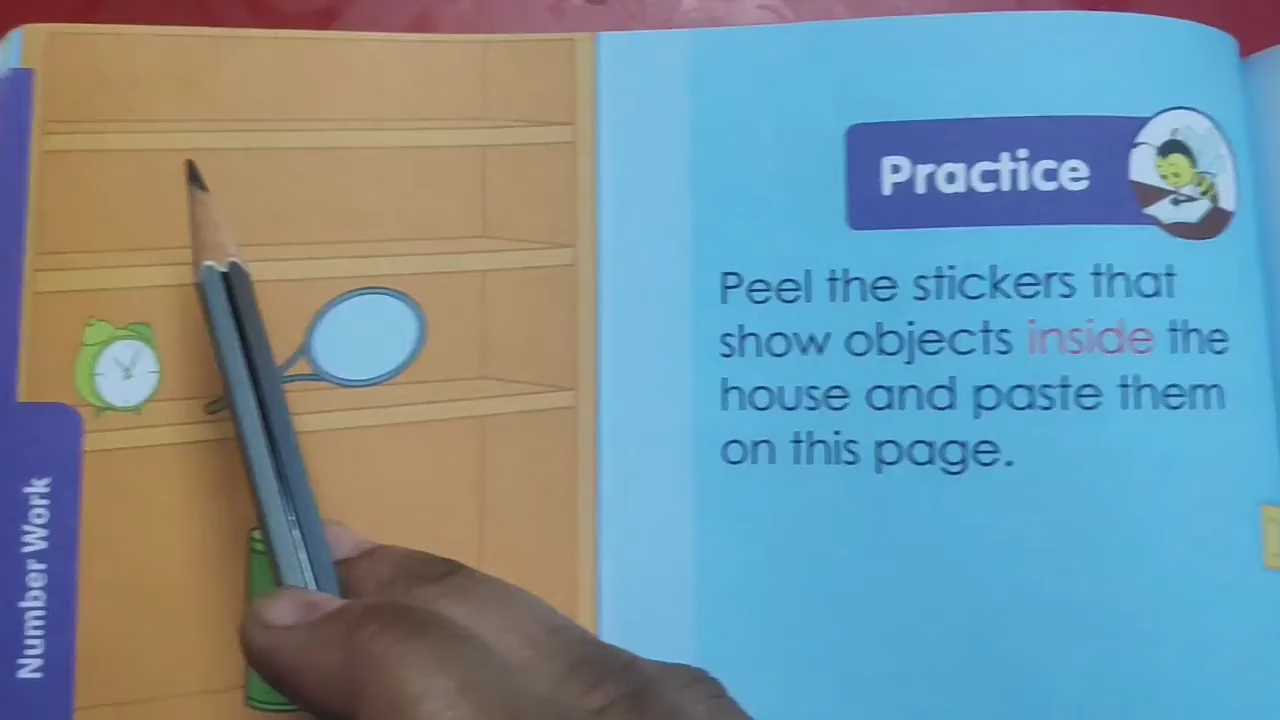 Number Work
Practice
Peel the stickers that
show objects inside the
house and paste them
on this page.